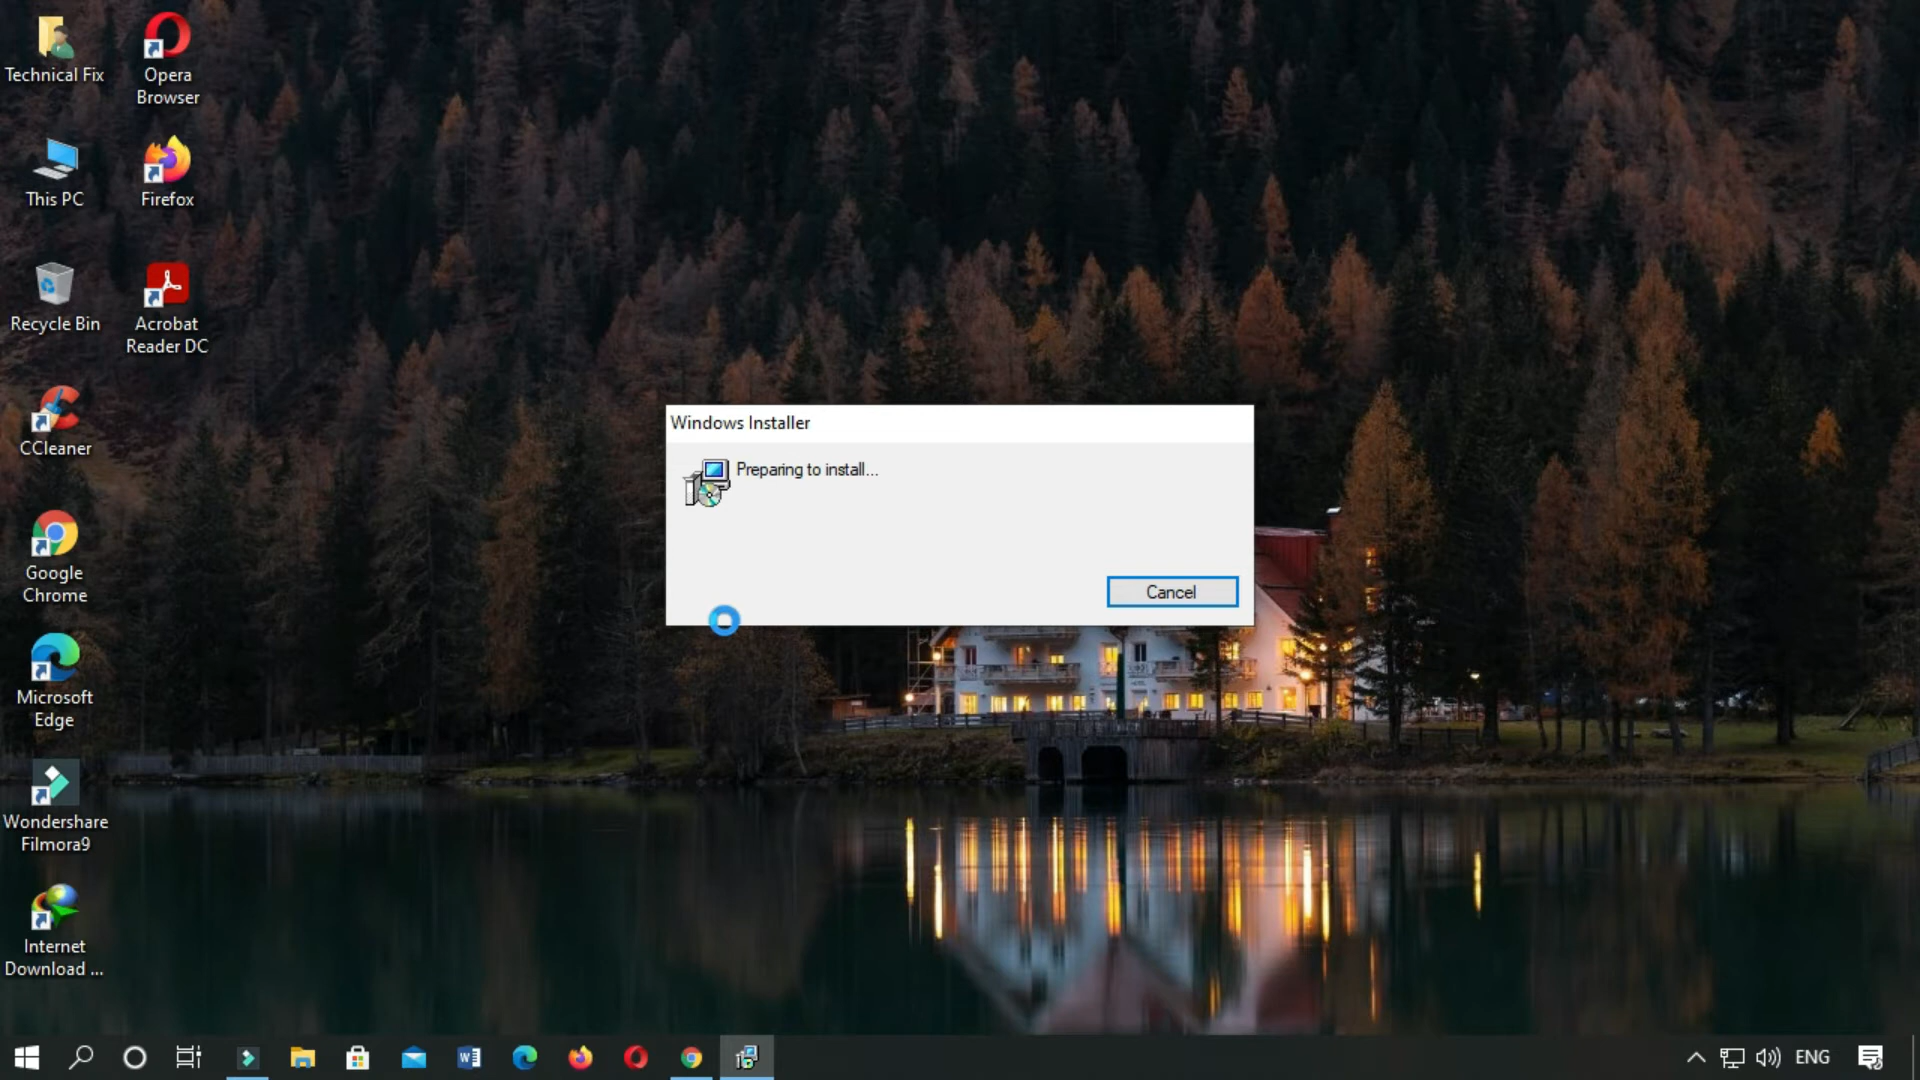 Technical Fix
Opera
Browser
This PC
Firefox
Recycle Bin
Acrobat
Reader DC
CCleaner
Google
Chrome
Microsoft
Edge
Wondershare
Filmora9
Internet
Download ...
Windows Installer
Preparing to install...
Cancel
ENG